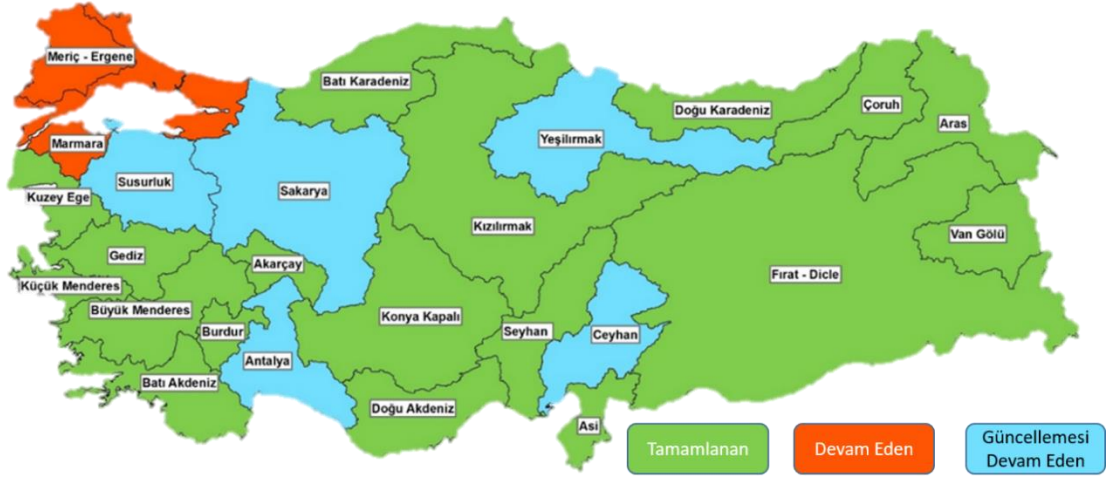 Meriç - Ergene
Batı Karadeniz
Doğu Karadeniz
Çoruh
Aras
Yeşilırmak
Marmara
Susurluk
Sakarya
Kuzey Ege
Kızılırmak
Van Gölü
Gediz
Akarçay
Fırat - Dicle
Küçük Menderes
Büyük Menderes
Konya Kapalı
Burdur
Seyhan
Ceyhan
Antalya
Batı Akdeniz
Doğu Akdeniz
Asi
Tamamlanan
Devam Eden
Güncellemesi
Devam Eden